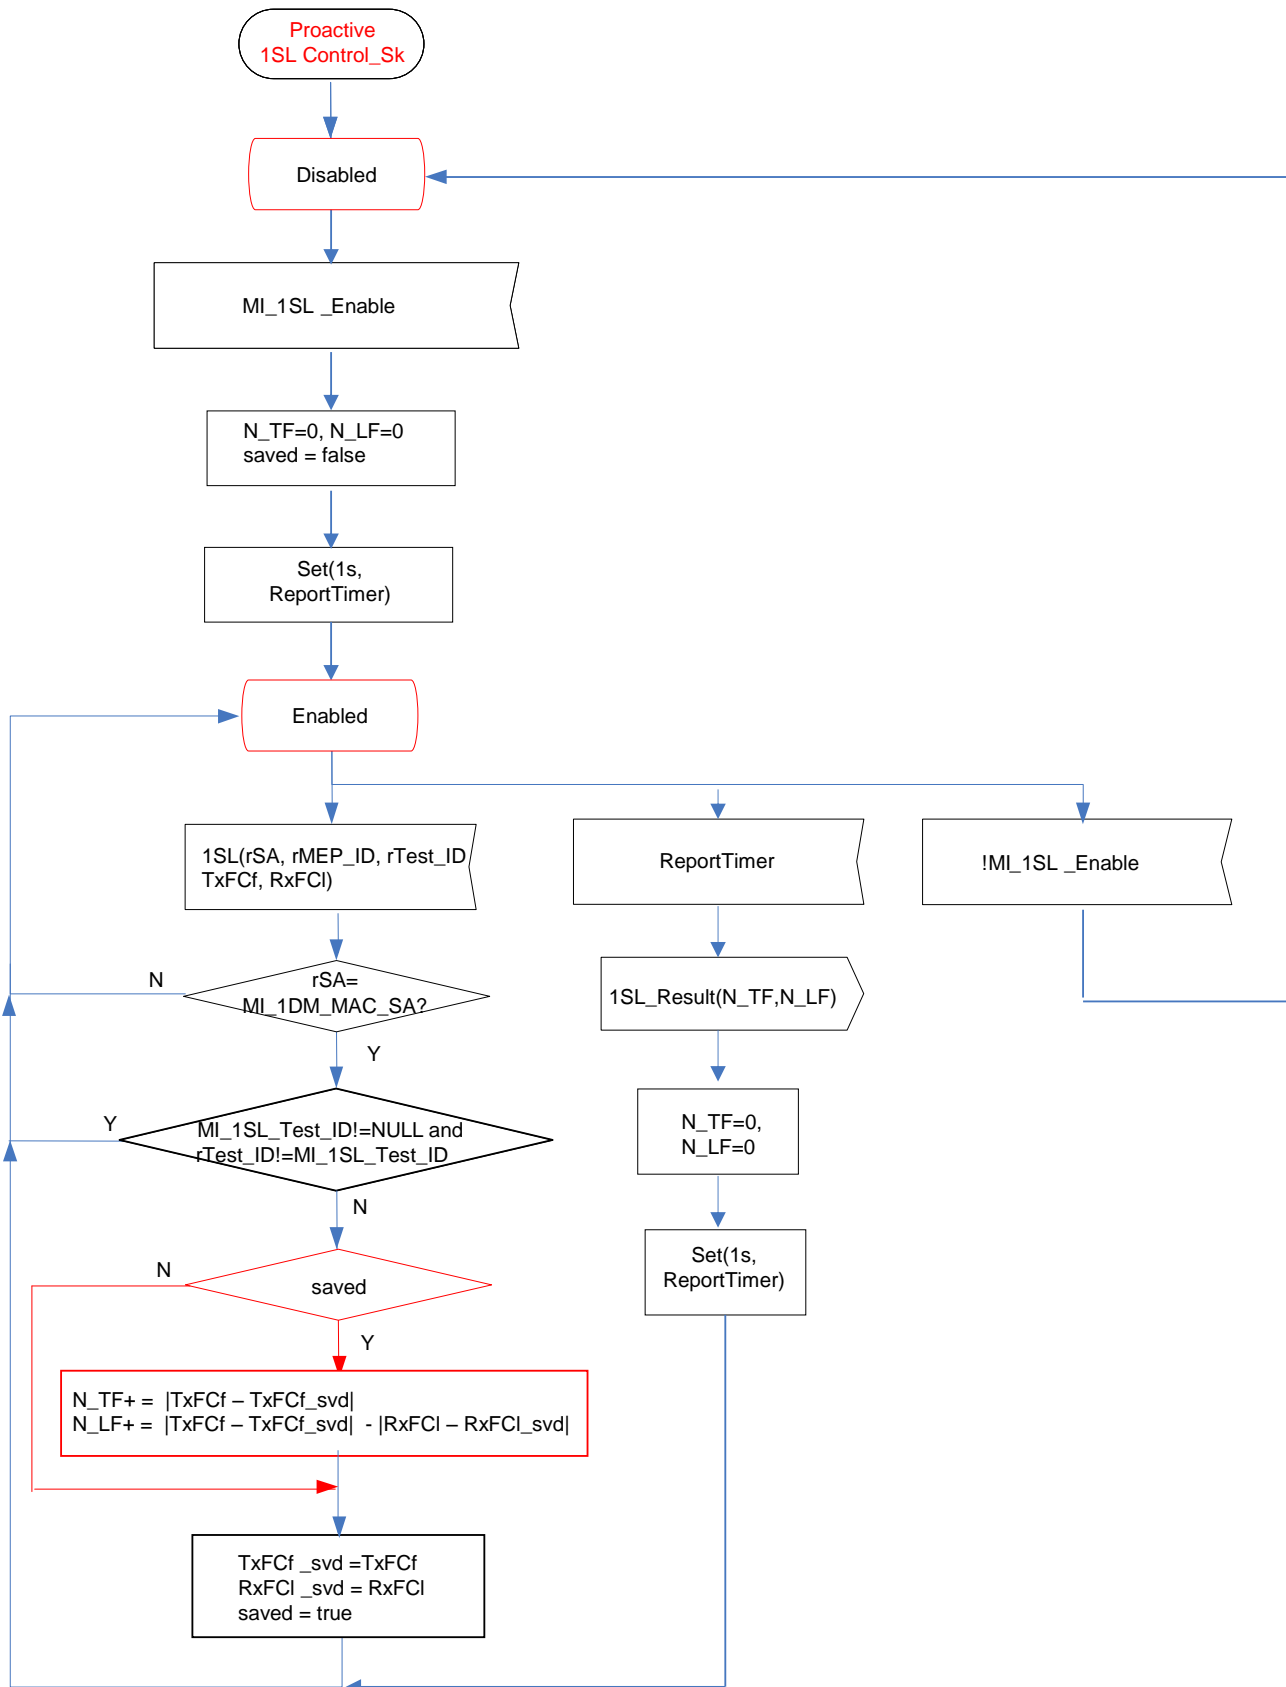 Proactive
1SL Control_Sk
Disabled
MI_1SL _Enable
N_TF=0, N_LF=0
saved = false
Set(1s,
ReportTimer)
Enabled
1SL(rSA, rMEP_ID, rTest_ID
TxFCf, RxFCl)
ReportTimer
!MI_1SL _Enable
N
rSA=
MI_1DM_MAC_SA?
1SL_Result(N_TF,N_LF)
Y
Y
MI_1SL_Test_ID!=NULL and
rTest_ID!=MI_1SL_Test_ID
N_TF=0,
N_LF=0
N
N
saved
Set(1s,
ReportTimer)
Y
N_TF+ = |TxFCf – TxFCf_svd|
N_LF+ = |TxFCf – TxFCf_svd| - |RxFCl – RxFCl_svd|
TxFCf _svd =TxFCf
RxFCl _svd = RxFCl
saved = true